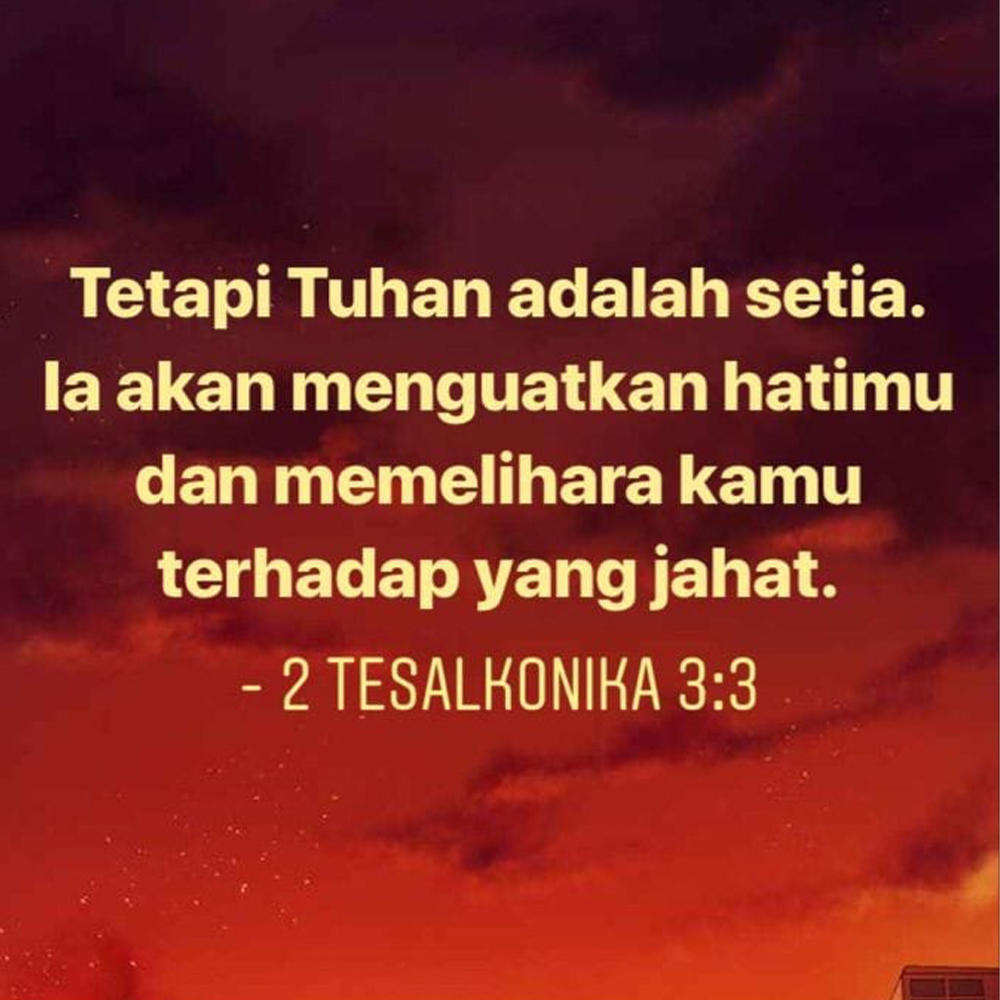 Tetapi Tuhan adalah setia.
Ia akan menguatkan hatimu
dan memelihara kamu
terhadap yang jahat.
- 2 TESALKONIKA 3:3